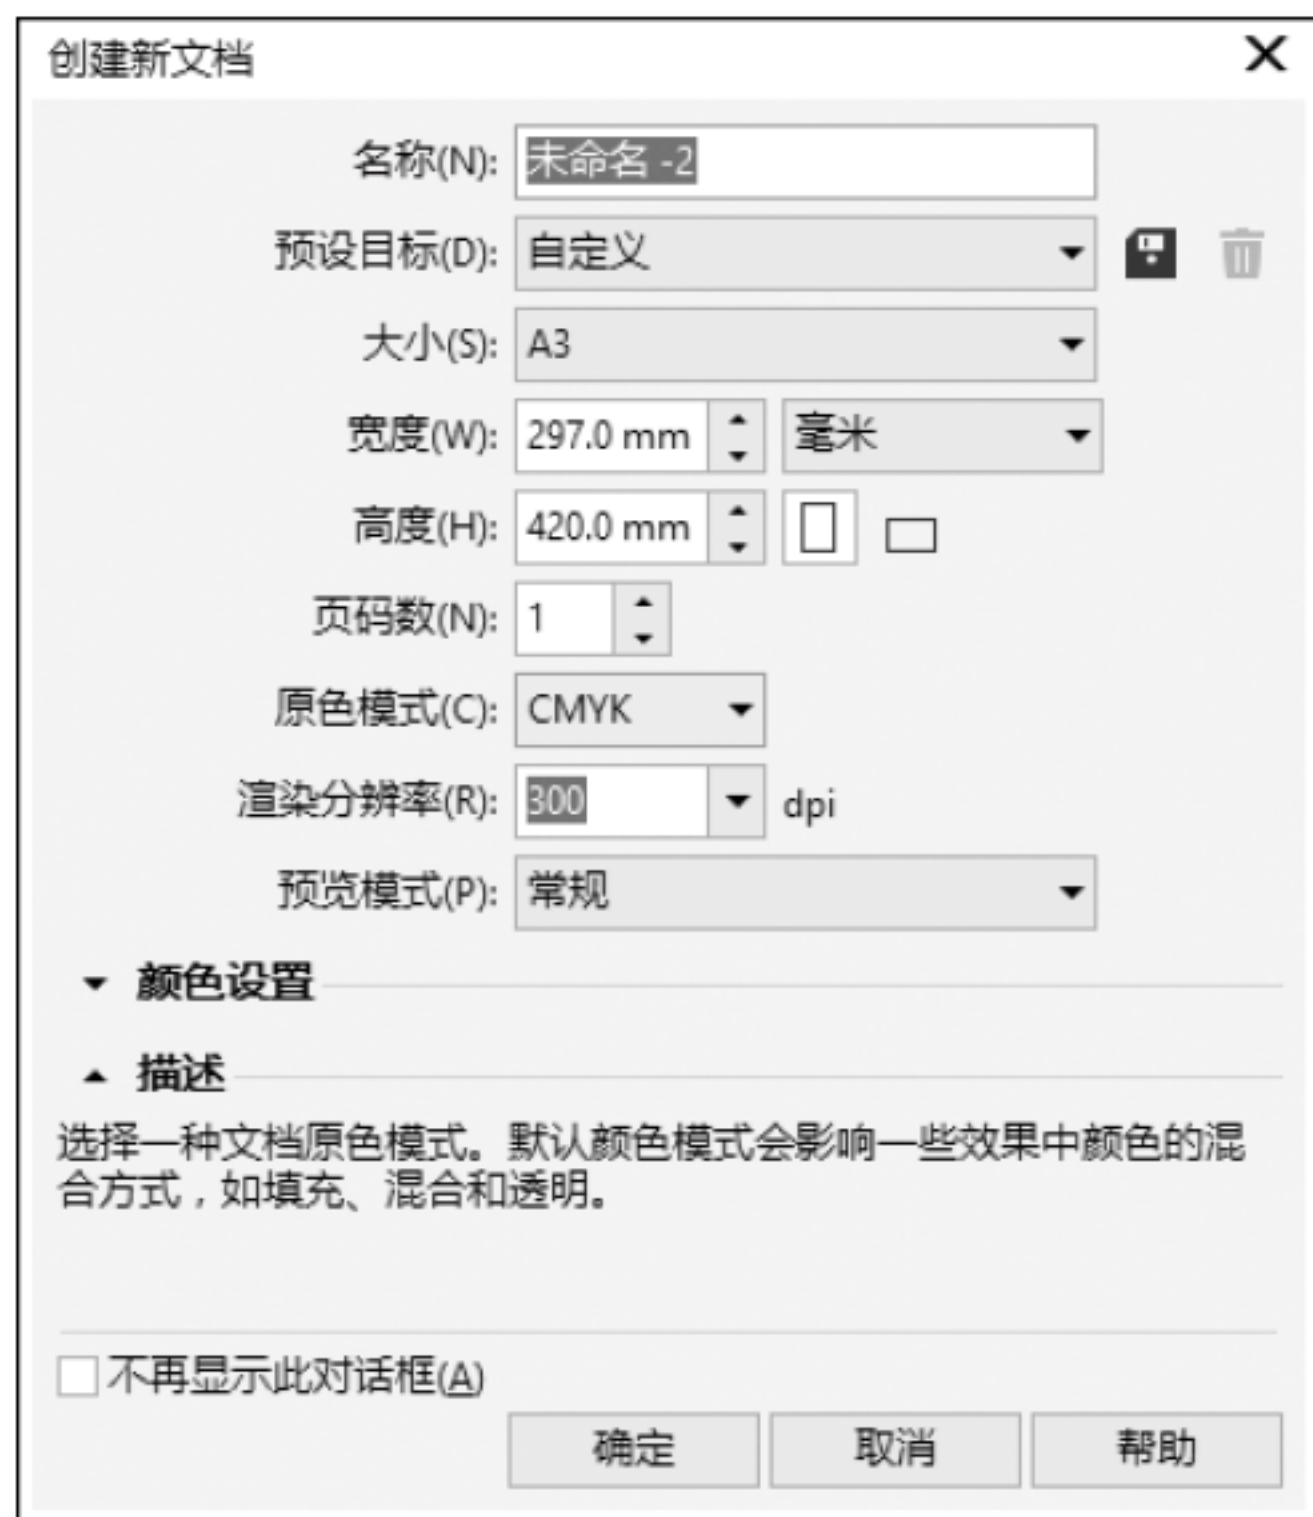 创建新文档
名称(N): 未命名 -2
预设目标(D): 自定义
大小(S): A3
宽度(W): 297.0 mm 毫米
高度(H): 420.0 mm
页码数(N): 1
原色模式(C): CMYK
渲染分辨率(R): 300 dpi
预览模式(P): 常规
颜色设置
描述
选择一种文档原色模式。默认颜色模式会影响一些效果中颜色的混
合方式，如填充、混合和透明。
不再显示此对话框(A)
确定 取消 帮助